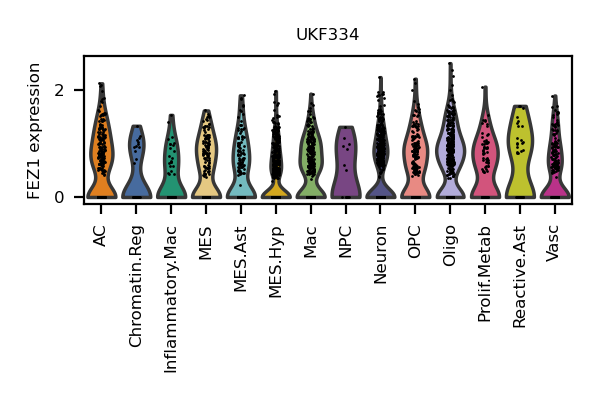 UKF334
FEZ1 expression
2
0
AC
Chromatin.Reg
Inflammatory.Mac
MES
MES.Ast
MES.Hyp
Mac
NPC
Neuron
OPC
Oligo
Prolif.Metab
Reactive.Ast
Vasc